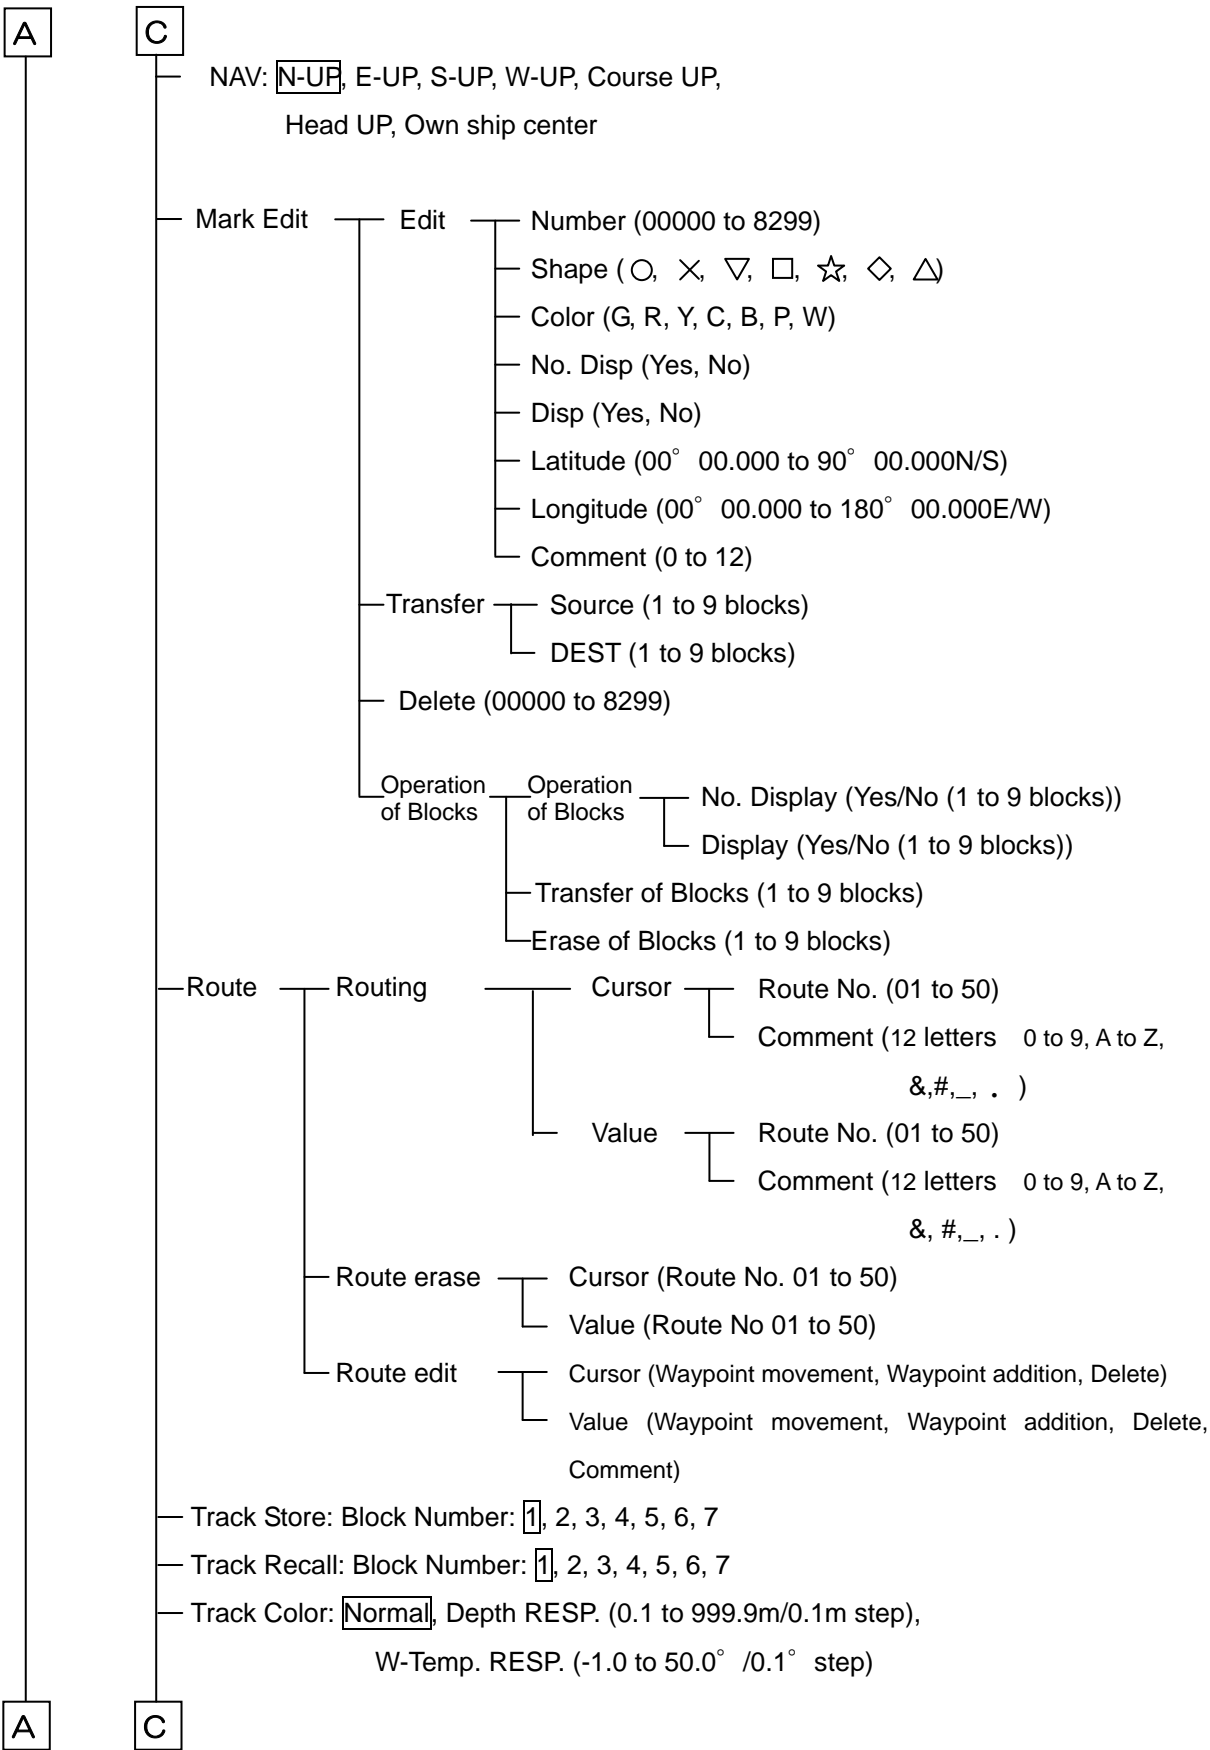 A C
NAV: N-UP, E-UP, S-UP, W-UP, Course UP,
Head UP, Own ship center
Mark Edit Edit Number (00000 to 8299)
Shape ( ○, ×, ▽, □, ☆, ◇, △)
Color (G, R, Y, C, B, P, W)
No. Disp (Yes, No)
Disp (Yes, No)
Latitude (00° 00.000 to 90° 00.000N/S)
Longitude (00° 00.000 to 180° 00.000E/W)
Comment (0 to 12)
Transfer Source (1 to 9 blocks)
DEST (1 to 9 blocks)
Delete (00000 to 8299)
Operation of Blocks Operation of Blocks No. Display (Yes/No (1 to 9 blocks))
Display (Yes/No (1 to 9 blocks))
Transfer of Blocks (1 to 9 blocks)
Erase of Blocks (1 to 9 blocks)
Route Routing Cursor Route No. (01 to 50)
Comment (12 letters 0 to 9, A to Z,
&,#,_, . )
Value Route No. (01 to 50)
Comment (12 letters 0 to 9, A to Z,
&, #,_, . )
Route erase Cursor (Route No. 01 to 50)
Value (Route No 01 to 50)
Route edit Cursor (Waypoint movement, Waypoint addition, Delete)
Value (Waypoint movement, Waypoint addition, Delete,
Comment)
Track Store: Block Number: 1, 2, 3, 4, 5, 6, 7
Track Recall: Block Number: 1, 2, 3, 4, 5, 6, 7
Track Color: Normal, Depth RESP. (0.1 to 999.9m/0.1m step),
W-Temp. RESP. (-1.0 to 50.0° /0.1° step)
A C